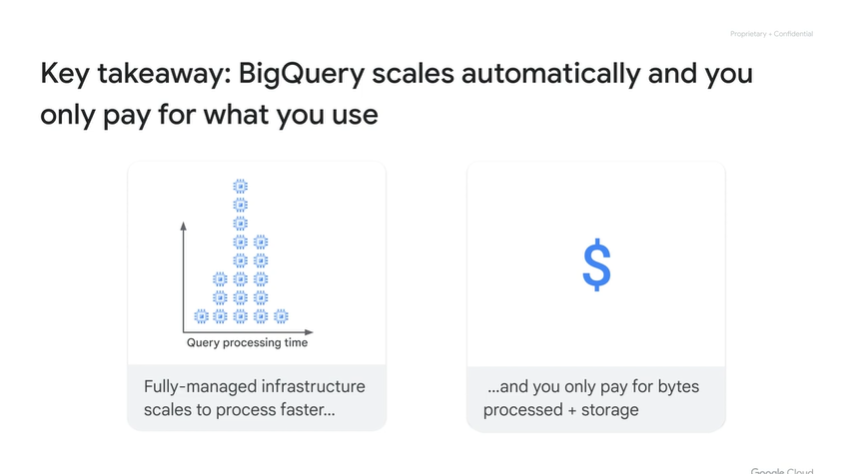 Proprietary + Confidential
Key takeaway: BigQuery scales automatically and you
only pay for what you use
Query processing time
Fully-managed infrastructure
scales to process faster...
$
...and you only pay for bytes
processed + storage
Google Cloud